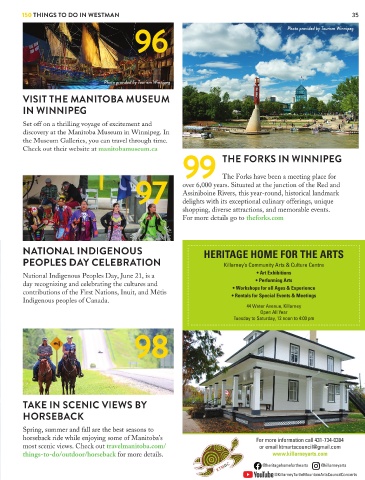 150 THINGS TO DO IN WESTMAN
35
96
Photo provided by Tourism Winnipeg
VISIT THE MANITOBA MUSEUM
IN WINNIPEG
Set off on a thrilling voyage of excitement and
discovery at the Manitoba Museum in Winnipeg. In
the Museum Galleries, you can travel through time.
Check out their website at manitobamuseum.ca
97
NATIONAL INDIGENOUS
PEOPLES DAY CELEBRATION
National Indigenous Peoples Day, June 21, is a
day recognizing and celebrating the cultures and
contributions of the First Nations, Inuit, and Métis
Indigenous peoples of Canada.
98
TAKE IN SCENIC VIEWS BY
HORSEBACK
Spring, summer and fall are the best seasons to
horseback ride while enjoying some of Manitoba's
most scenic views. Check out travelmanitoba.com/
things-to-do/outdoor/horseback for more details.
Photo provided by Tourism Winnipeg
99
THE FORKS IN WINNIPEG
The Forks have been a meeting place for
over 6,000 years. Situated at the junction of the Red and
Assiniboine Rivers, this year-round, historical landmark
delights with its exceptional culinary offerings, unique
shopping, diverse attractions, and memorable events.
For more details go to theforks.com
HERITAGE HOME FOR THE ARTS
Killarney's Community Arts & Culture Centre
• Art Exhibitions
• Performing Arts
• Workshops for all Ages & Experience
• Rentals for Special Events & Meetings
44 Water Avenue, Killarney
Open All Year
Tuesday to Saturday, 12 noon to 4:00 pm
For more information call 431-734-0384
or email ktmartscouncil@gmail.com
www.killarneyarts.com
@heritagehomeforthearts
@killarneyarts
YouTube